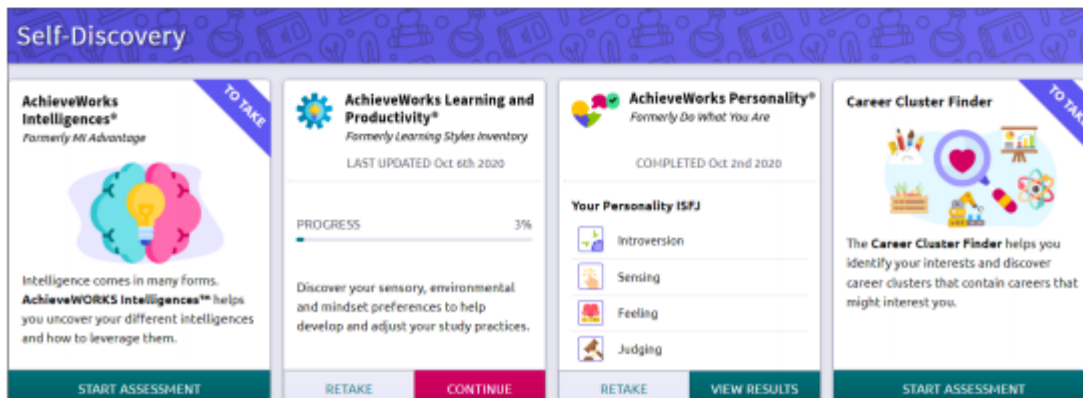 Self-Discovery
AchieveWorks
Intelligences®
Formerly MI Advantage
TO TAKE
Intelligence comes in many forms.
AchieveWORKS Intelligences™ helps
you uncover your different intelligences
and how to leverage them.
START ASSESSMENT
AchieveWorks Learning and
Productivity®
Formerly Learning Styles Inventory
LAST UPDATED Oct 6th 2020
PROGRESS 3%
Discover your sensory, environmental
and mindset preferences to help
develop and adjust your study practices.
RETAKE CONTINUE
AchieveWorks Personality®
Formerly Do What You Are
COMPLETED Oct 2nd 2020
Your Personality ISFJ
Introversion
Sensing
Feeling
Judging
RETAKE VIEW RESULTS
Career Cluster Finder
TO TAKE
The Career Cluster Finder helps you
identify your interests and discover
career clusters that contain careers that
might interest you.
START ASSESSMENT